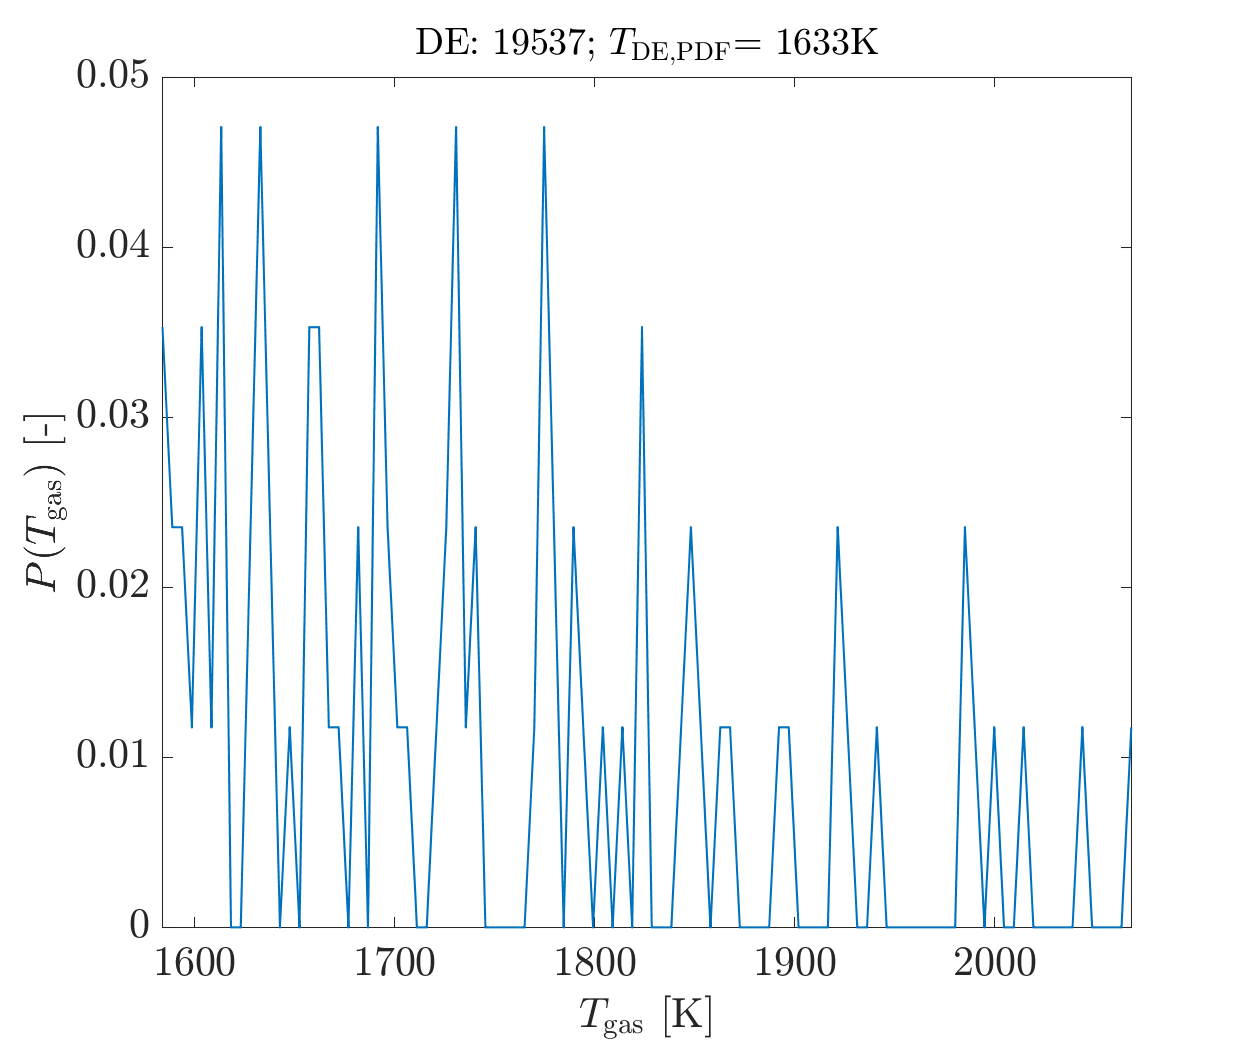 DE: 19537; T_DE,PDF= 1633K
0.05
0.04
0.03
0.02
0.01
0
P(T_gas) [-]
1600 1700 1800 1900 2000
T_gas [K]